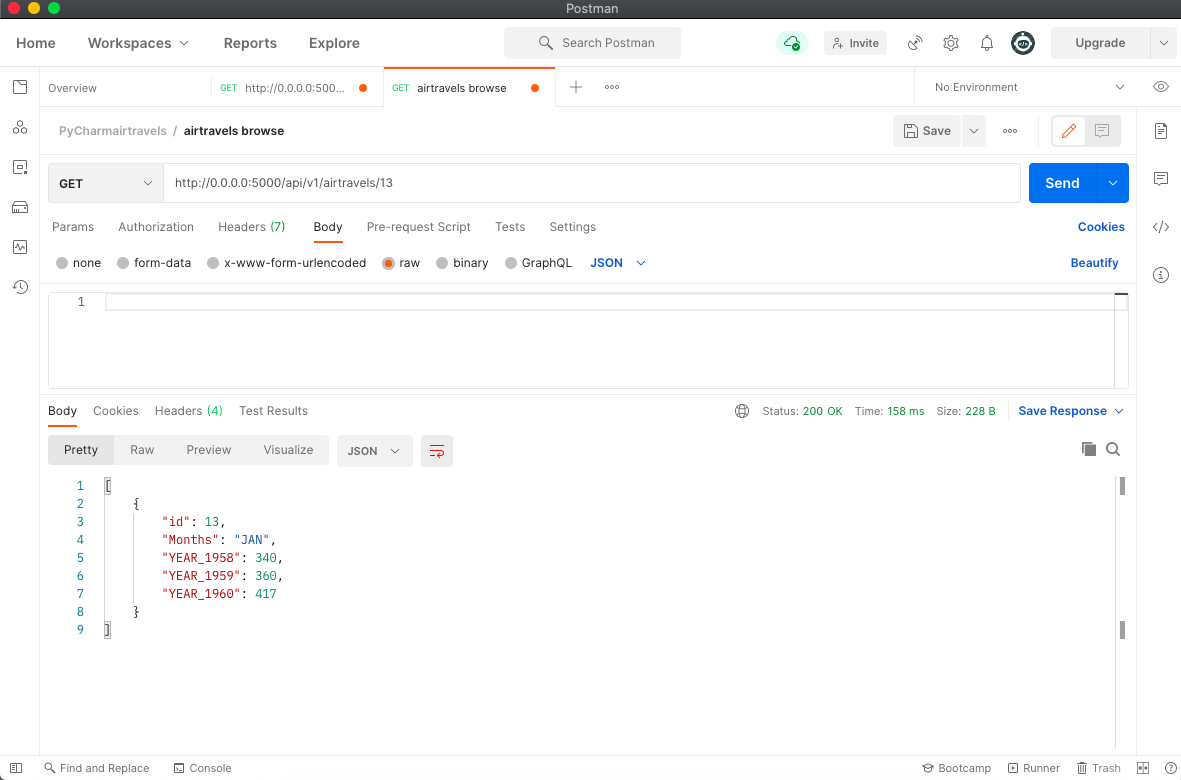 Postman
Home Workspaces Reports Explore Search Postman Invite Upgrade
Overview GET http://0.0.0.0:500... GET airtravels browse No Environment
PyCharmairtravels / airtravels browse Save
GET http://0.0.0.0:5000/api/v1/airtravels/13 Send
Params Authorization Headers (7) Body Pre-request Script Tests Settings Cookies
none form-data x-www-form-urlencoded raw binary GraphQL JSON Beautify
1
Body Cookies Headers (4) Test Results Status: 200 OK Time: 158 ms Size: 228 B Save Response
Pretty Raw Preview Visualize JSON
1 [
2 {
3 "id": 13,
4 "Months": "JAN",
5 "YEAR_1958": 340,
6 "YEAR_1959": 360,
7 "YEAR_1960": 417
8 }
9 ]
Find and Replace Console Bootcamp Runner Trash